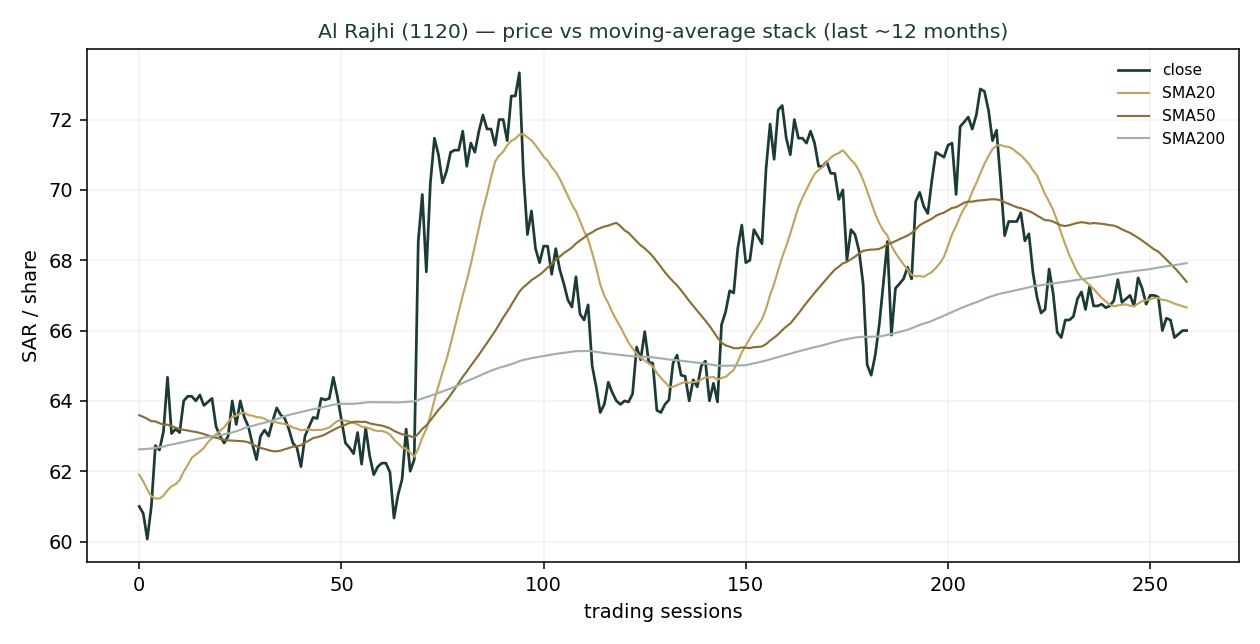 Al Rajhi (1120) — price vs moving-average stack (last ~12 months)
close
SMA20
SMA50
SMA200
SAR / share
72
70
68
66
64
62
60
0 50 100 150 200 250
trading sessions